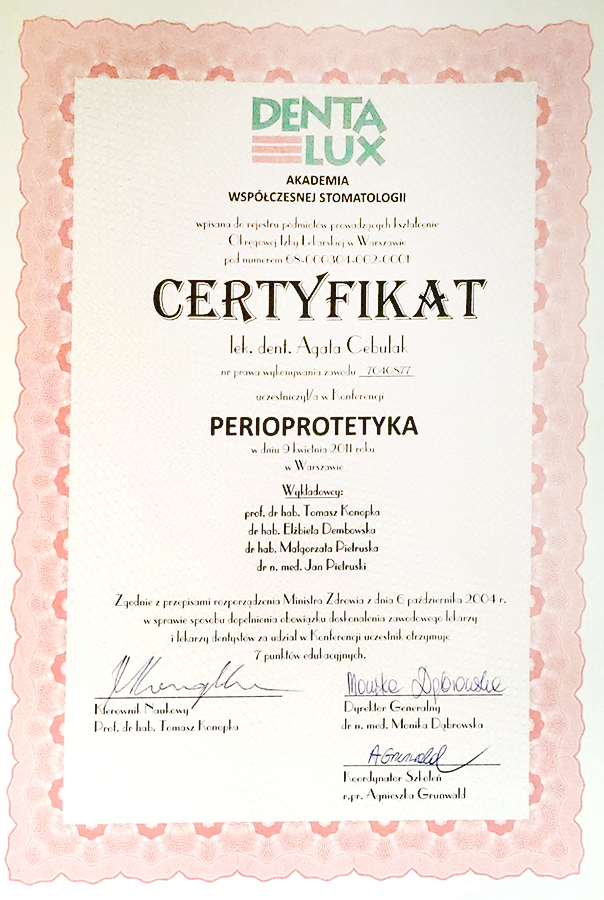 DENTA
LUX
AKADEMIA
WSPÓŁCZESNEJ STOMATOLOGII
wpisana do rejestru podmiotów prowadzących kształcenie
Okręgowej Izby Lekarskiej w Warszawie
pod numerem 68-000304-002-0001
CERTYFIKAT
lek. dent. Agata Cebulak
nr prawa wykonywania zawodu 7646877
uczestniczył/a w Konferencji
PERIOPROTETYKA
w dniu 9 kwietnia 2011 roku
w Warszawie
Wykładowcy:
prof. dr hab. Tomasz Konopka
dr hab. Elżbieta Dembowska
dr hab. Małgorzata Pietruska
dr n. med. Jan Pietruski
Zgodnie z przepisami rozporządzenia Ministra Zdrowia z dnia 6 października 2004 r.
w sprawie sposobu dopełnienia obowiązku doskonalenia zawodowego lekarzy
i lekarzy dentystów za udział w Konferencji uczestnik otrzymuje
7 punktów edukacyjnych.
Monika Dąbrowska
Kierownik Naukowy
Prof. dr hab. Tomasz Konopka
Dyrektor Generalny
dr n. med. Monika Dąbrowska
AGrunwald
Koordynator Szkoleń
r.pr. Agnieszka Grunwald